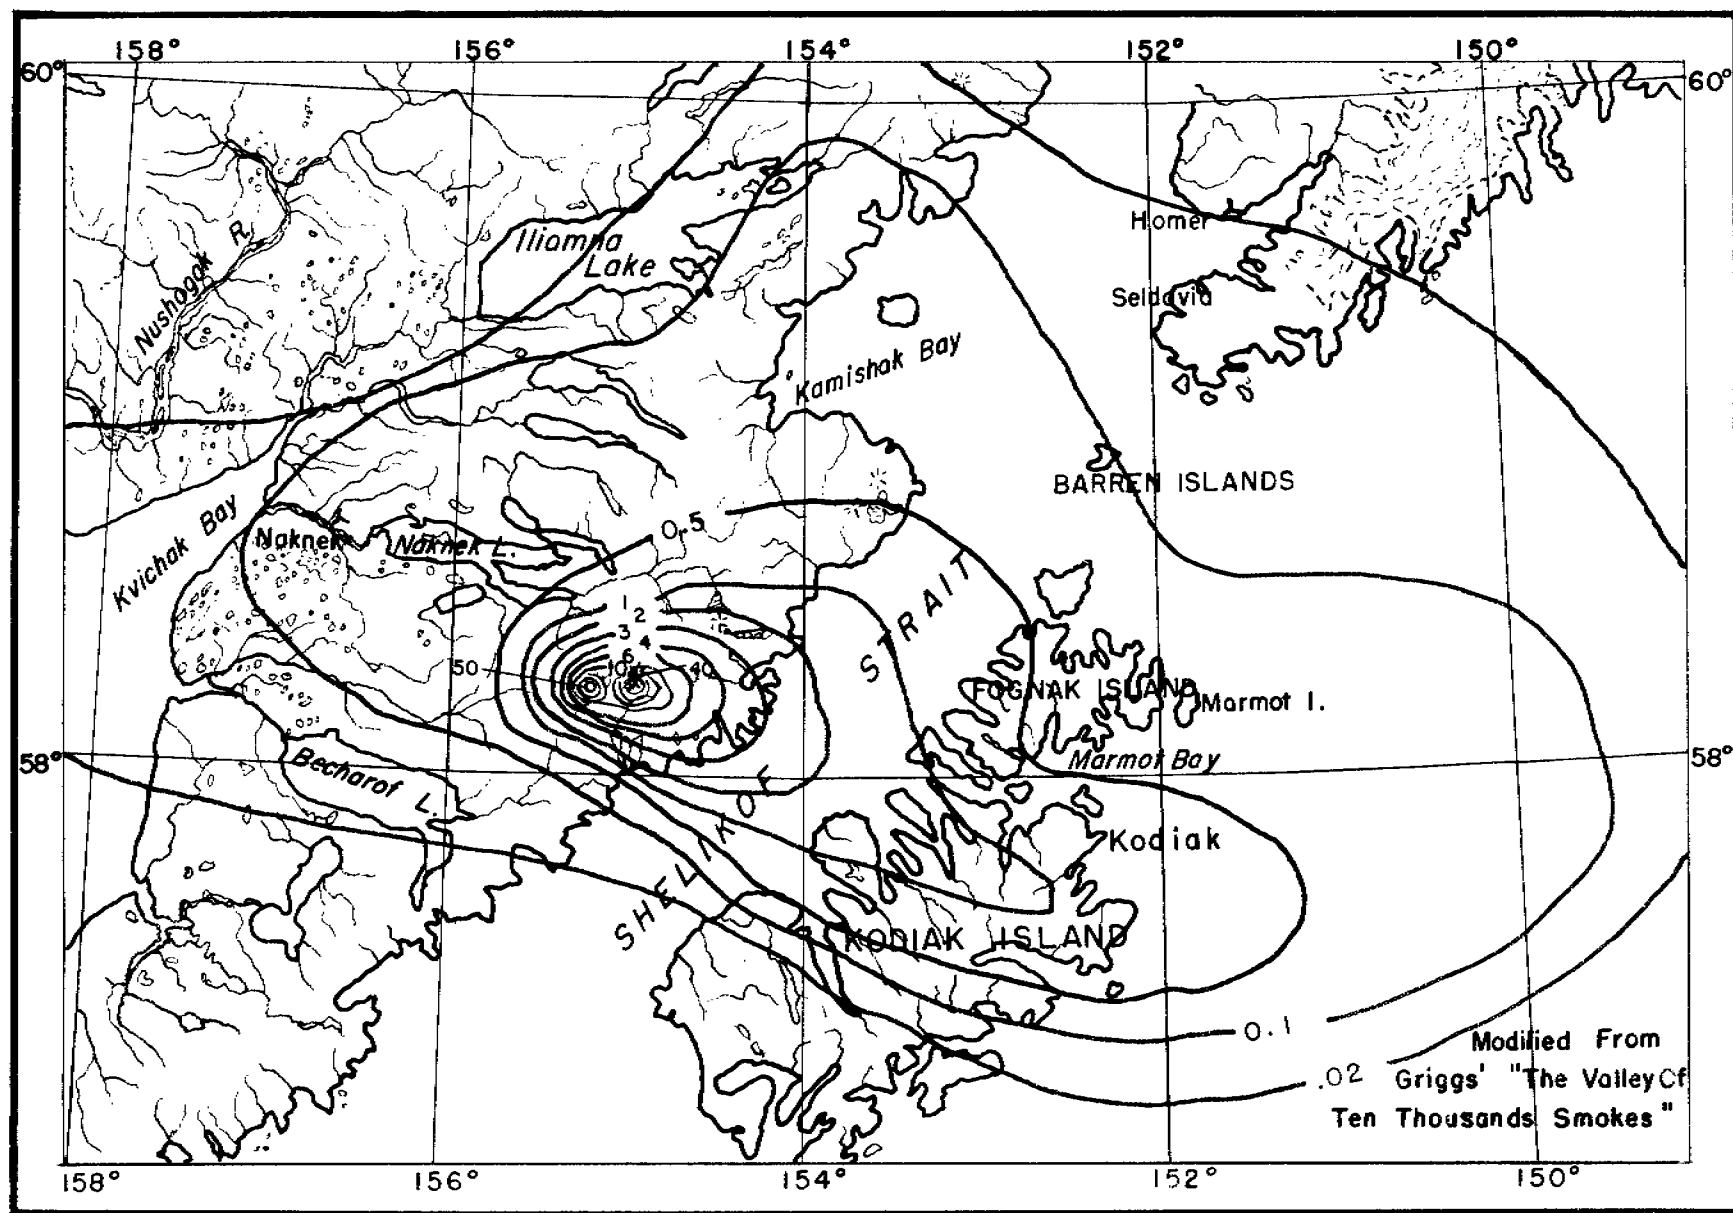 158° 156° 154° 152° 150°
60° 60°
Homer
Iliamna
Lake
Nushagak R.
Seldavia
Kamishak Bay
BARREN ISLANDS
Kvichak Bay
Naknek
Naknek L.
0.5
STRAIT
1
2
3
4
6
50
10
40
FOGNAK ISLAND
Marmot I.
58° 58°
Becharof L.
Marmot Bay
SHELIKOF
Kodiak
KODIAK ISLAND
0.1
Modified From
.02 Griggs' "The Valley Of
Ten Thousands Smokes"
158° 156° 154° 152° 150°